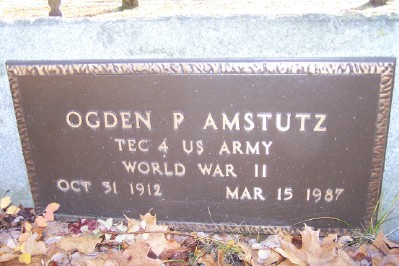 OGDEN P AMSTUTZ
TEC 4 US ARMY
WORLD WAR II
OCT 31 1912 MAR 15 1987